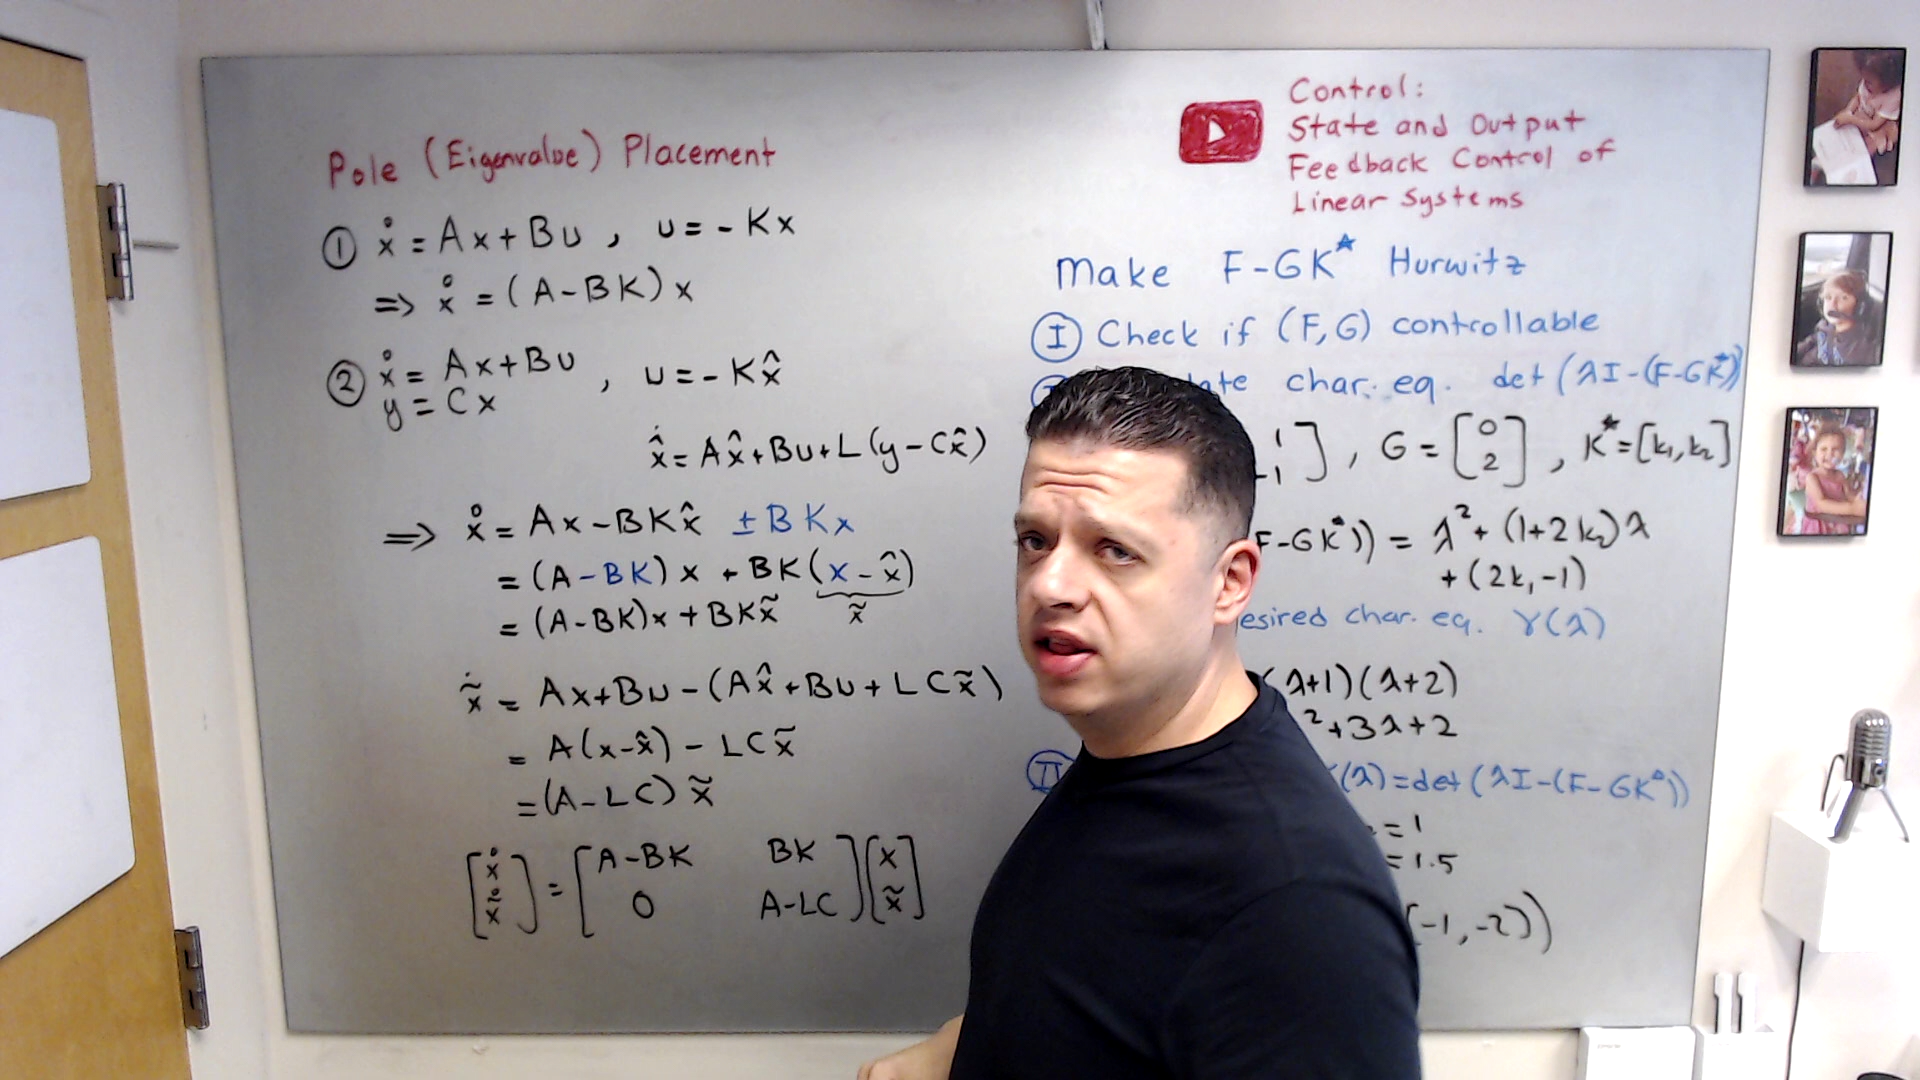 Pole (Eigenvalue) Placement
① ẋ = Ax+Bu , u = -Kx
=> ẋ = (A-BK)x
② ẋ = Ax+Bu , u = -Kx̂
y = Cx
x̂̇ = Ax̂+Bu+L(y-Cx̂)
=> ẋ = Ax-BKx̂ ±BKx
= (A-BK)x + BK(x-x̂)
= (A-BK)x + BKx̃ x̃
x̃̇ = Ax+Bu-(Ax̂+Bu+LCx̃)
= A(x-x̂) - LCx̃
= (A-LC)x̃
[ẋ x̃̇] = [A-BK BK
0 A-LC] [x x̃]
Control:
State and Output
Feedback Control of
Linear Systems
Make F-GK* Hurwitz
Ⓘ Check if (F,G) controllable
char. eq. det(λI-(F-GK*))
1 1] , G = [0 2] , K* = [k₁,k₂]
F-GK*)) = λ²+(1+2k₂)λ
+(2k₁-1)
desired char. eq. γ(λ)
(λ+1)(λ+2)
²+3λ+2
(λ)=det(λI-(F-GK*))
=1
=1.5
-1,-2))